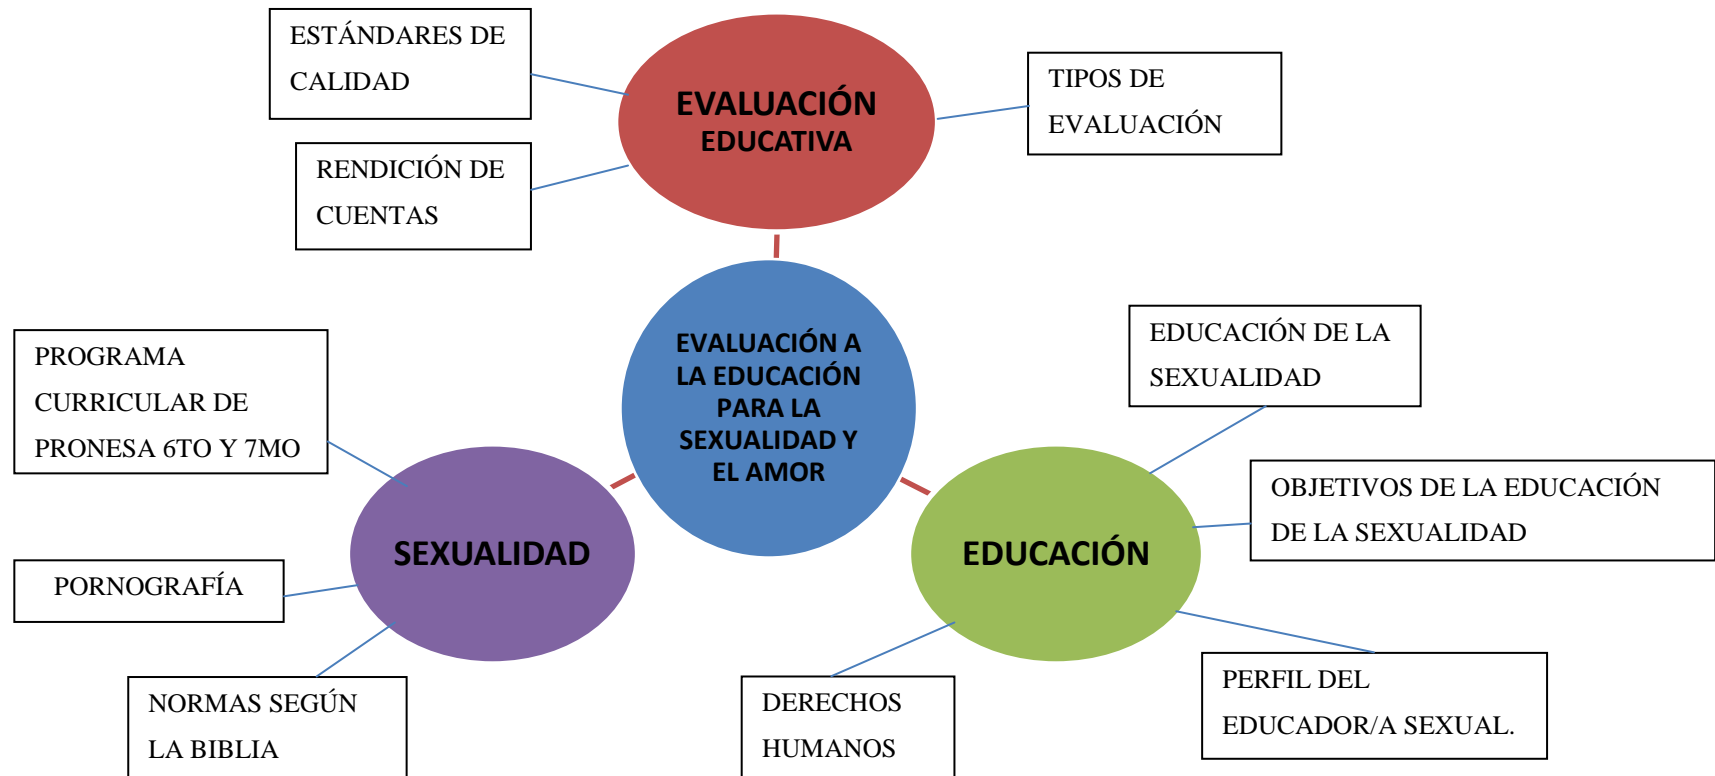 ESTÁNDARES DE
CALIDAD
EVALUACIÓN
EDUCATIVA
TIPOS DE
EVALUACIÓN
RENDICIÓN DE
CUENTAS
EVALUACIÓN A
LA EDUCACIÓN
PARA LA
SEXUALIDAD Y
EL AMOR
PROGRAMA
CURRICULAR DE
PRONESA 6TO Y 7MO
EDUCACIÓN DE LA
SEXUALIDAD
OBJETIVOS DE LA EDUCACIÓN
DE LA SEXUALIDAD
SEXUALIDAD
EDUCACIÓN
PORNOGRAFÍA
NORMAS SEGÚN
LA BIBLIA
DERECHOS
HUMANOS
PERFIL DEL
EDUCADOR/A SEXUAL.